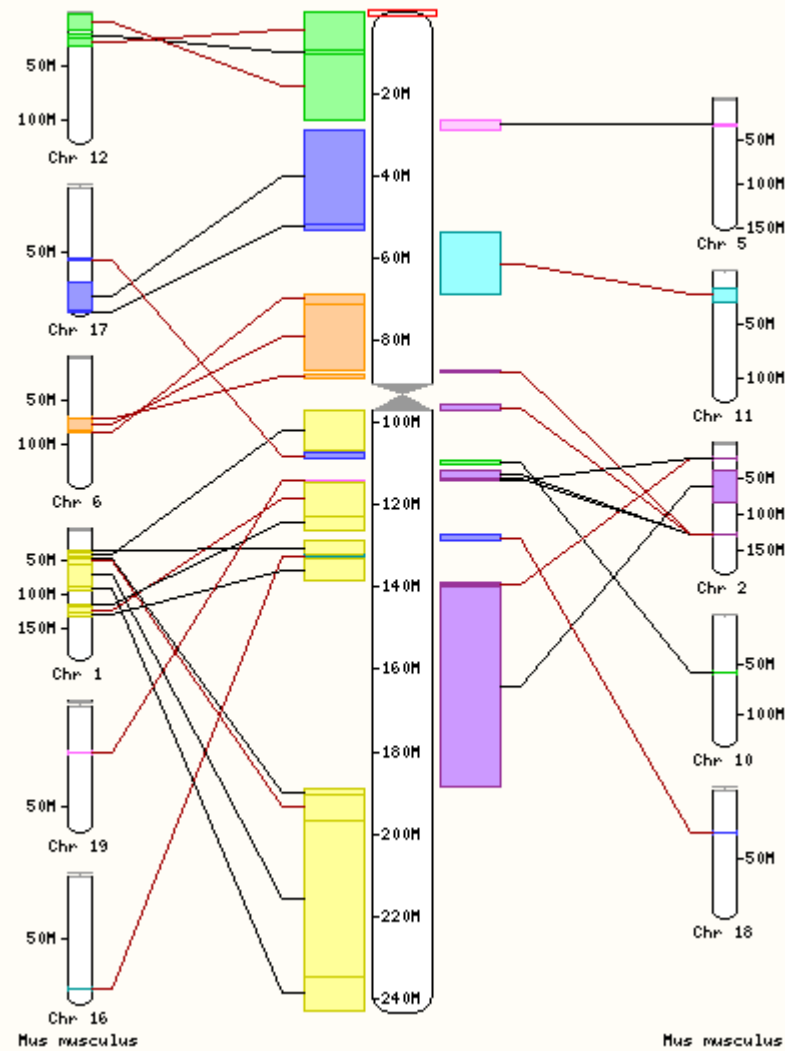 50M
100M
Chr 12
50M
Chr 17
50M
100M
Chr 6
50M
100M
150M
Chr 1
50M
Chr 19
50M
Chr 16
Mus musculus
20M
40M
60M
80M
100M
120M
140M
160M
180M
200M
220M
240M
50M
100M
150M
Chr 5
50M
100M
Chr 11
50M
100M
150M
Chr 2
50M
100M
Chr 10
50M
Chr 18
Mus musculus